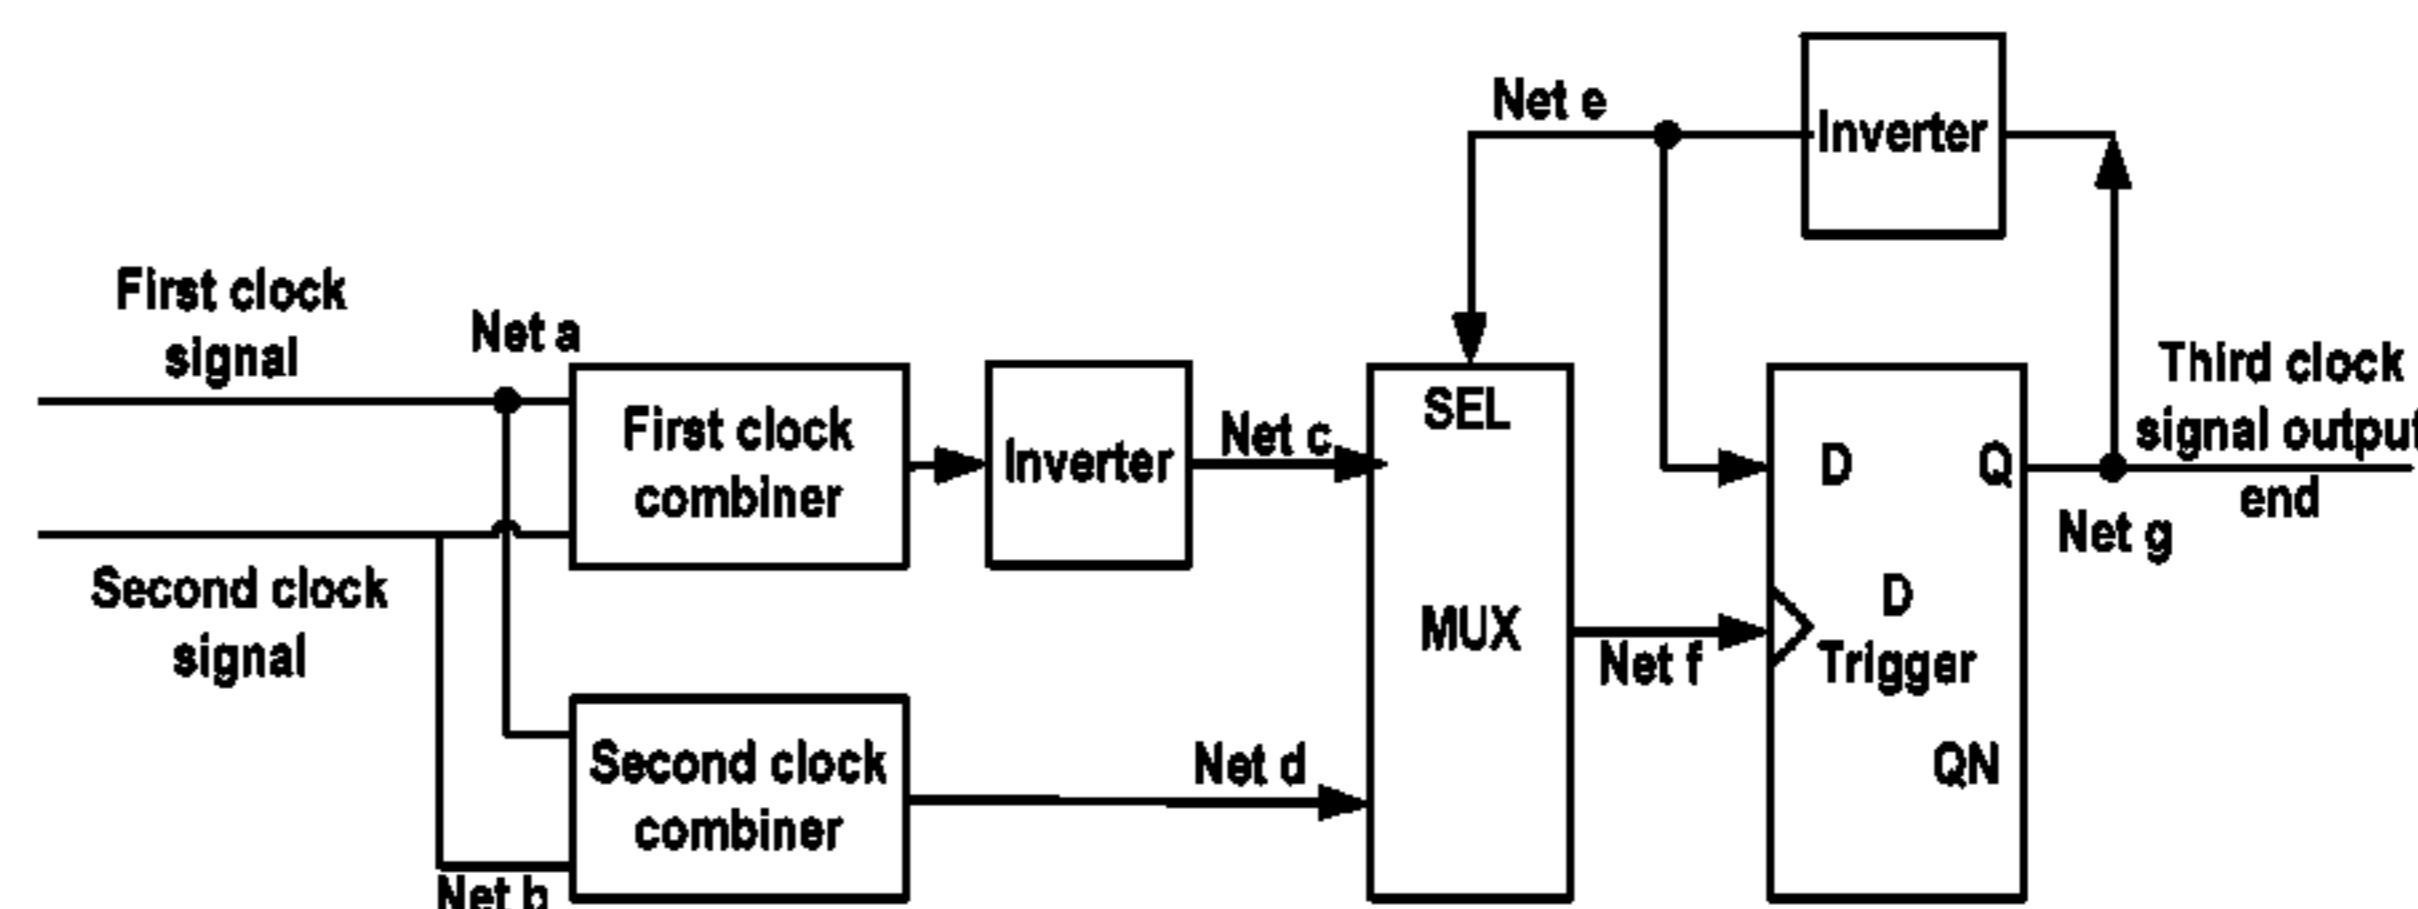 Net e
Inverter
First clock
signal
Net a
First clock
combiner
Inverter
Net c
SEL
MUX
D
Q
Third clock
signal output
end
Net g
Second clock
signal
D
Trigger
QN
Net f
Second clock
combiner
Net d
Net b